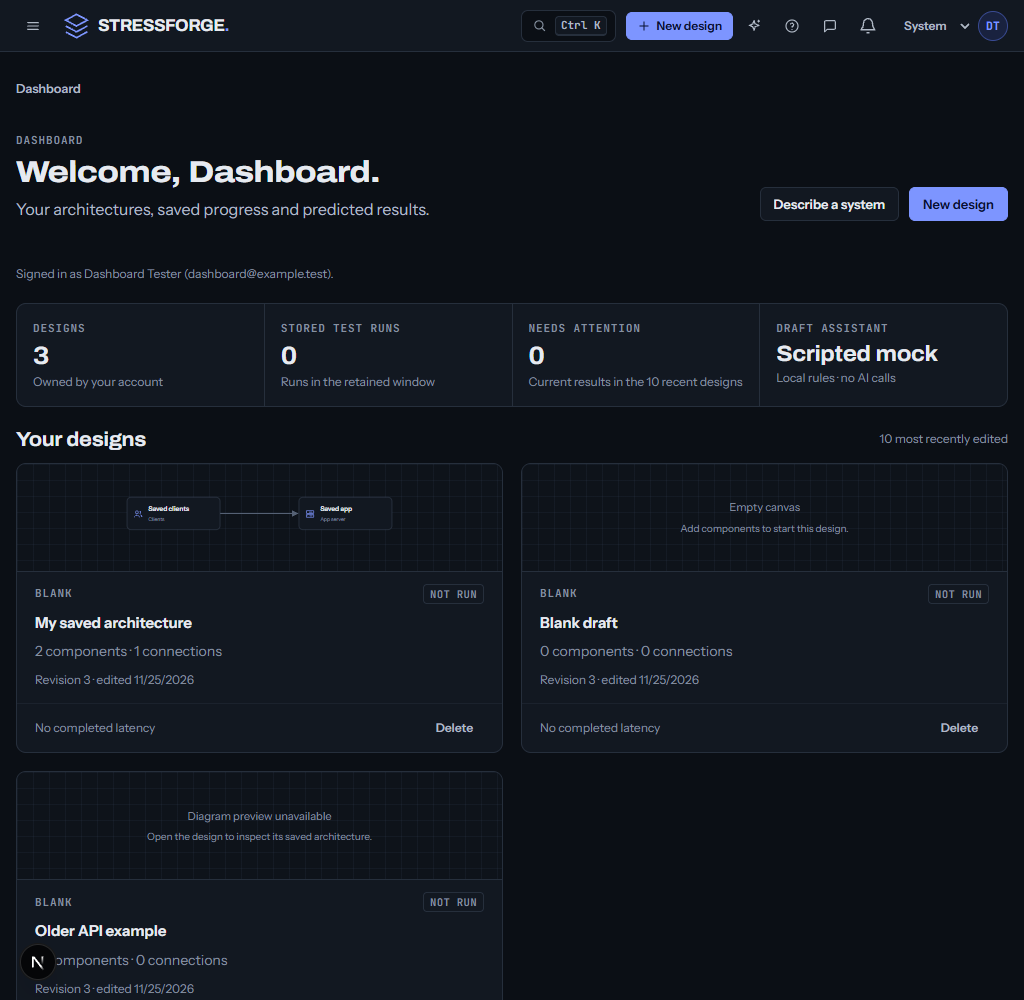 STRESSFORGE.
Ctrl K
+ New design
System
DT
Dashboard
DASHBOARD
Welcome, Dashboard.
Your architectures, saved progress and predicted results.
Describe a system
New design
Signed in as Dashboard Tester (dashboard@example.test).
DESIGNS
3
Owned by your account
STORED TEST RUNS
0
Runs in the retained window
NEEDS ATTENTION
0
Current results in the 10 recent designs
DRAFT ASSISTANT
Scripted mock
Local rules · no AI calls
Your designs
10 most recently edited
Saved clients
Clients
Saved app
App server
BLANK
NOT RUN
My saved architecture
2 components · 1 connections
Revision 3 · edited 11/25/2026
No completed latency
Delete
Empty canvas
Add components to start this design.
BLANK
NOT RUN
Blank draft
0 components · 0 connections
Revision 3 · edited 11/25/2026
No completed latency
Delete
Diagram preview unavailable
Open the design to inspect its saved architecture.
BLANK
NOT RUN
Older API example
omponents · 0 connections
Revision 3 · edited 11/25/2026
N